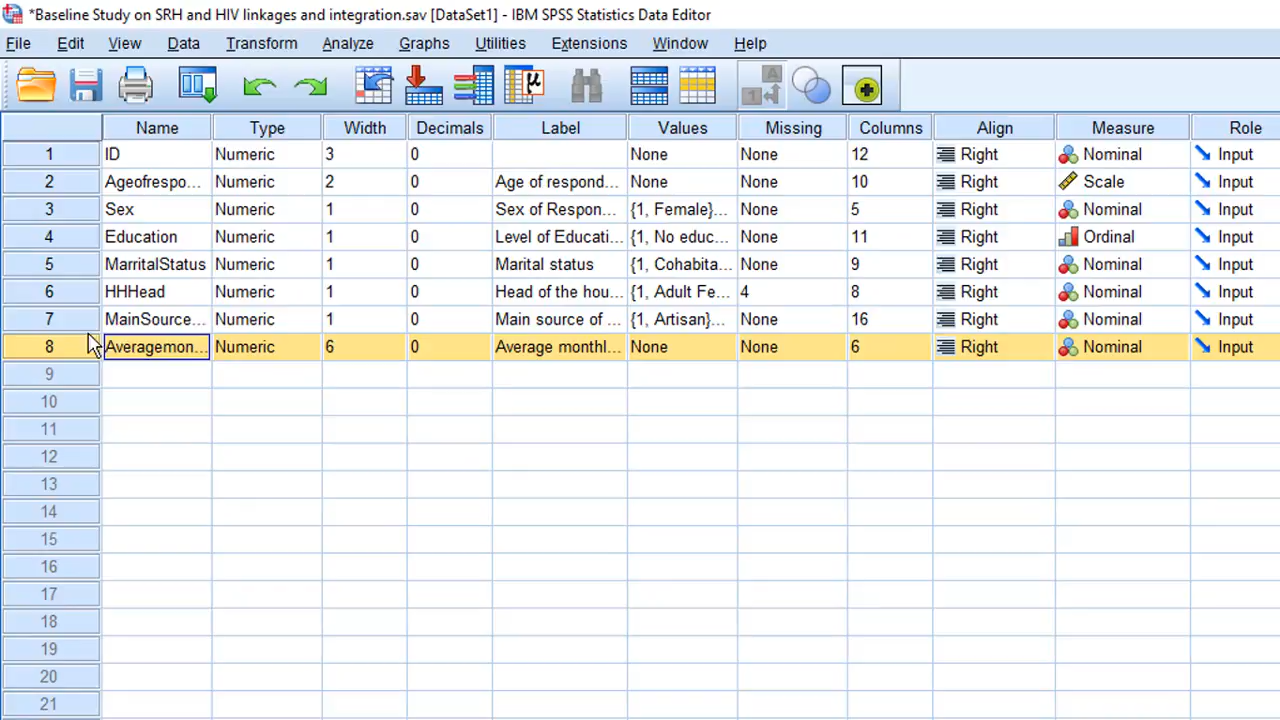 *Baseline Study on SRH and HIV linkages and integration.sav [DataSet1] - IBM SPSS Statistics Data Editor
File Edit View Data Transform Analyze Graphs Utilities Extensions Window Help
Name Type Width Decimals Label Values Missing Columns Align Measure Role
1 ID Numeric 3 0 None None 12 Right Nominal Input
2 Ageofrespo... Numeric 2 0 Age of respond... None None 10 Right Scale Input
3 Sex Numeric 1 0 Sex of Respon... {1, Female}... None 5 Right Nominal Input
4 Education Numeric 1 0 Level of Educati... {1, No educ... None 11 Right Ordinal Input
5 MarritalStatus Numeric 1 0 Marital status {1, Cohabita... None 9 Right Nominal Input
6 HHHead Numeric 1 0 Head of the hou... {1, Adult Fe... 4 8 Right Nominal Input
7 MainSource... Numeric 1 0 Main source of ... {1, Artisan}... None 16 Right Nominal Input
8 Averagemon... Numeric 6 0 Average monthl... None None 6 Right Nominal Input
9
10
11
12
13
14
15
16
17
18
19
20
21